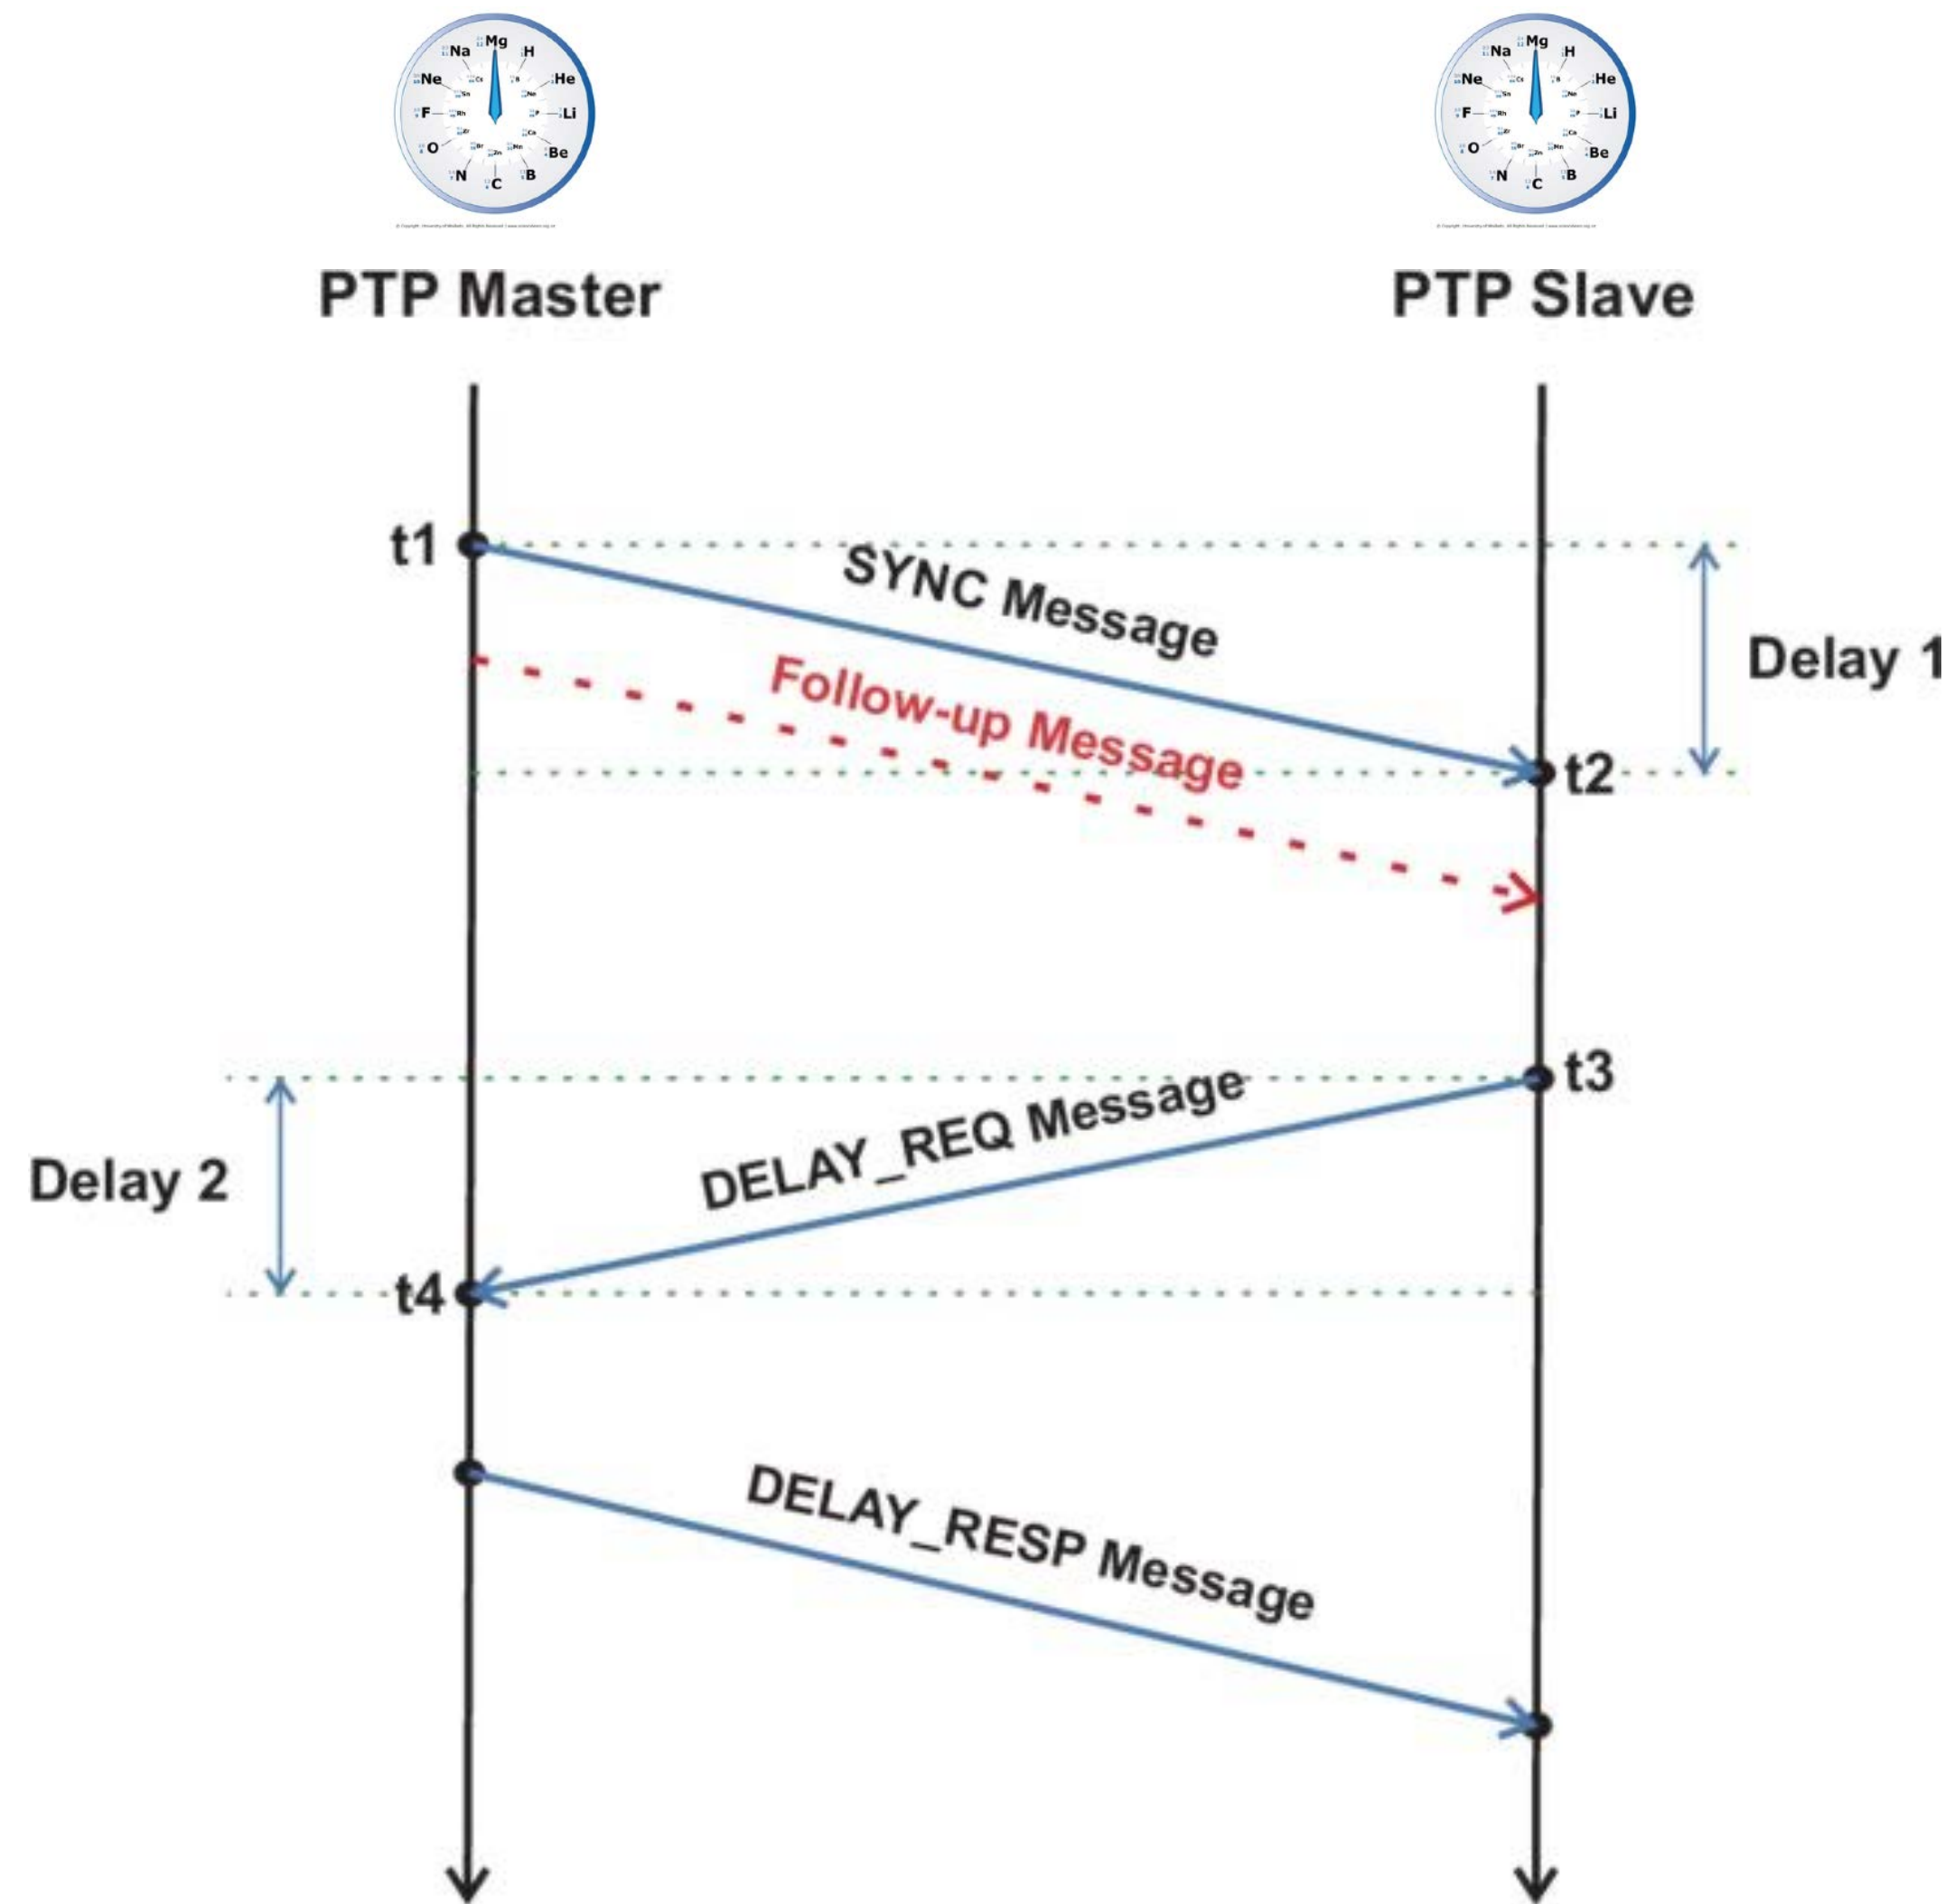 Mg
Na
H
Ne
He
F
Li
O
Be
N
B
C
Mg
Na
H
Ne
He
F
Li
O
Be
N
B
C
PTP Master
PTP Slave
t1
SYNC Message
Delay 1
Follow-up Message
t2
t3
DELAY_REQ Message
Delay 2
t4
DELAY_RESP Message